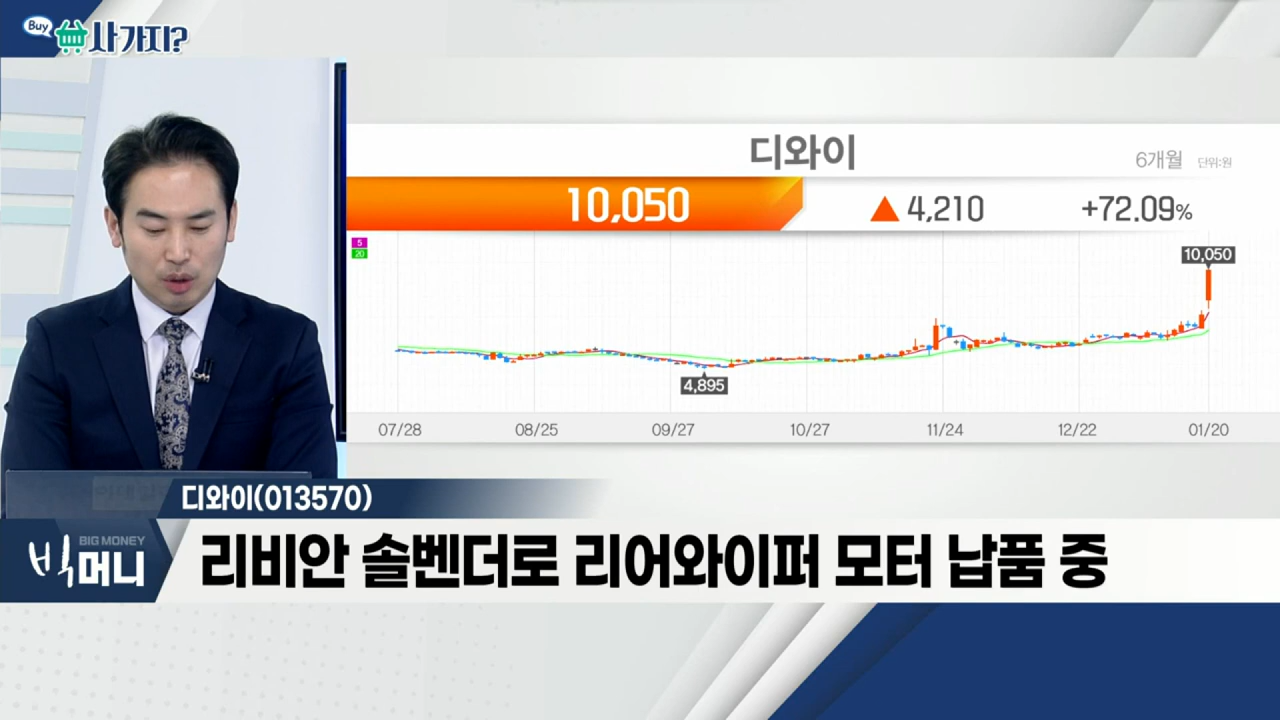 Buy 사가지?
디와이
6개월 단위:원
10,050 ▲ 4,210 +72.09%
5
20
10,050
4,895
07/28 08/25 09/27 10/27 11/24 12/22 01/20
디와이(013570)
BIG MONEY
빅머니
리비안 솔벤더로 리어와이퍼 모터 납품 중